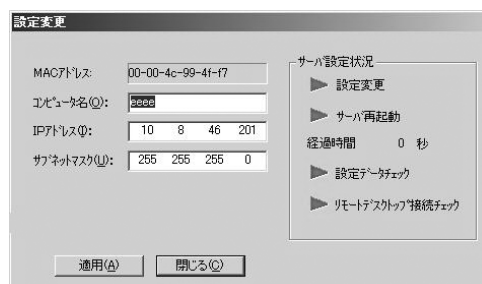 設定変更
MACアドレス: 00-00-4c-99-4f-f7
コンピュータ名(O): eeee
IPアドレス(I): 10 8 46 201
サブネットマスク(U): 255 255 255 0
適用(A) 閉じる(C)
サーバ設定状況
設定変更
サーバ再起動
経過時間 0 秒
設定データチェック
リモートデスクトップ接続チェック